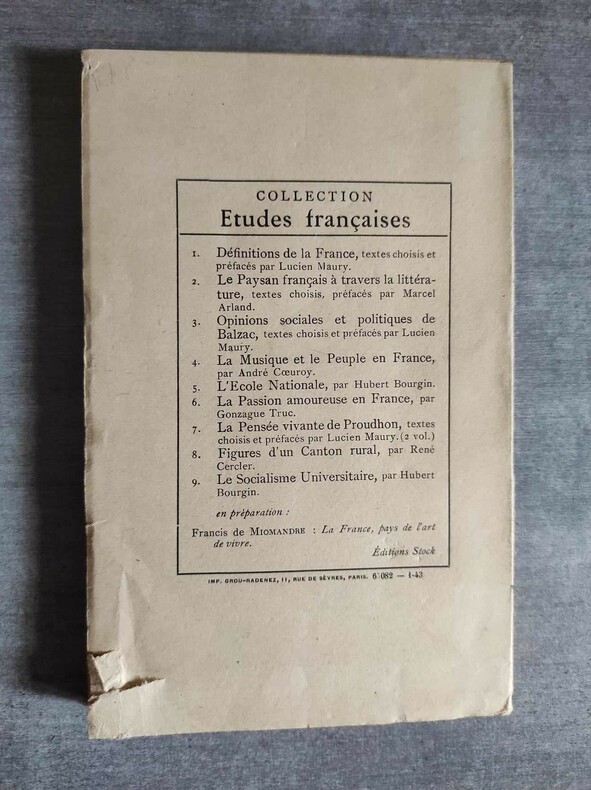 COLLECTION
Etudes françaises
1. Définitions de la France, textes choisis et
préfacés par Lucien Maury.
2. Le Paysan français à travers la littéra-
ture, textes choisis, préfacés par Marcel
Arland.
3. Opinions sociales et politiques de
Balzac, textes choisis et préfacés par Lucien
Maury.
4. La Musique et le Peuple en France,
par André Cœuroy.
5. L'Ecole Nationale, par Hubert Bourgin.
6. La Passion amoureuse en France, par
Gonzague Truc.
7. La Pensée vivante de Proudhon, textes
choisis et préfacés par Lucien Maury. (2 vol.)
8. Figures d'un Canton rural, par René
Cercler.
9. Le Socialisme Universitaire, par Hubert
Bourgin.
en préparation :
Francis de MIOMANDRE : La France, pays de l'art
de vivre.
Éditions Stock
IMP. GROU-RADENEZ, 11, RUE DE SÈVRES, PARIS. 6 082 — 1-43